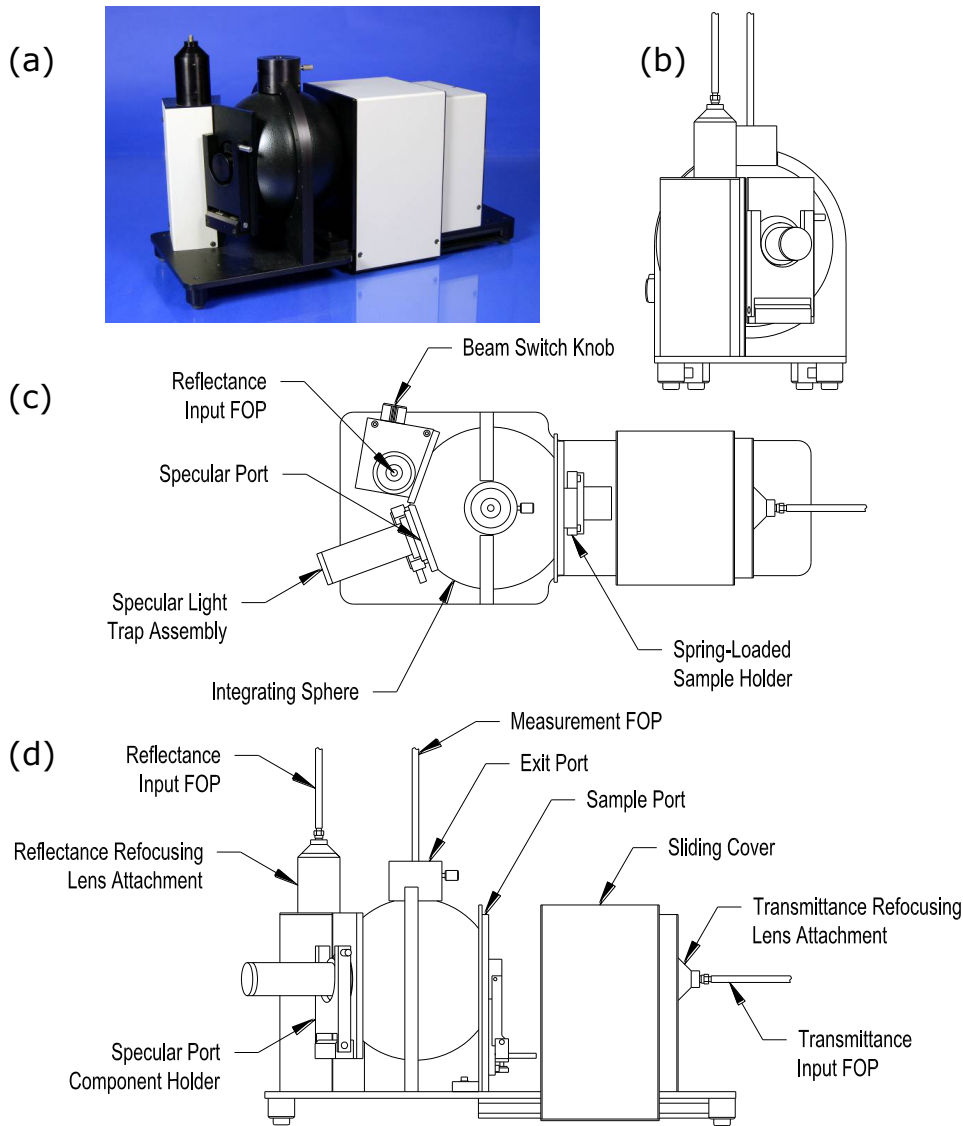 (a)
(b)
(c)
Beam Switch Knob
Reflectance
Input FOP
Specular Port
Specular Light
Trap Assembly
Integrating Sphere
Spring-Loaded
Sample Holder
(d)
Measurement FOP
Reflectance
Input FOP
Exit Port
Sample Port
Reflectance Refocusing
Lens Attachment
Sliding Cover
Transmittance Refocusing
Lens Attachment
Specular Port
Component Holder
Transmittance
Input FOP